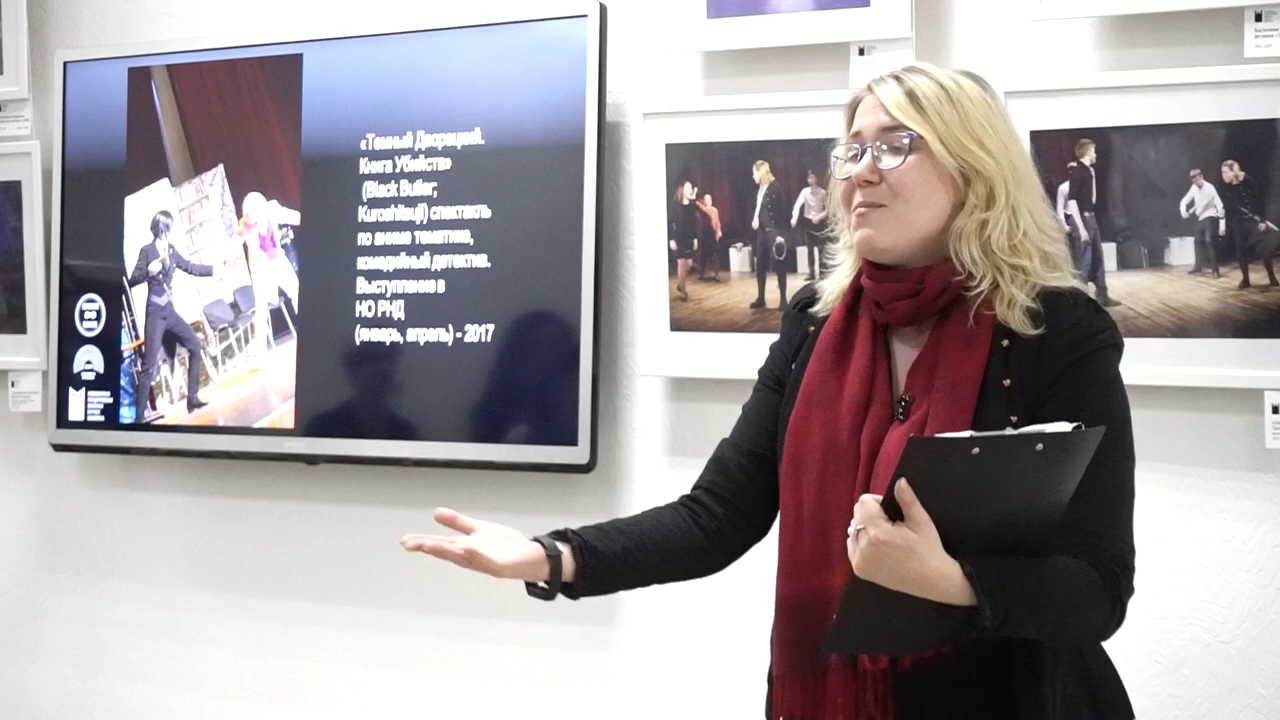 «Темный Дворецкий.
Книга Убийств»
(Black Butler;
Kuroshitsuji) спектакль
по аниме тематике,
комедийный детектив.
Выступление в
НО РНД
(январь, апрель) - 2017